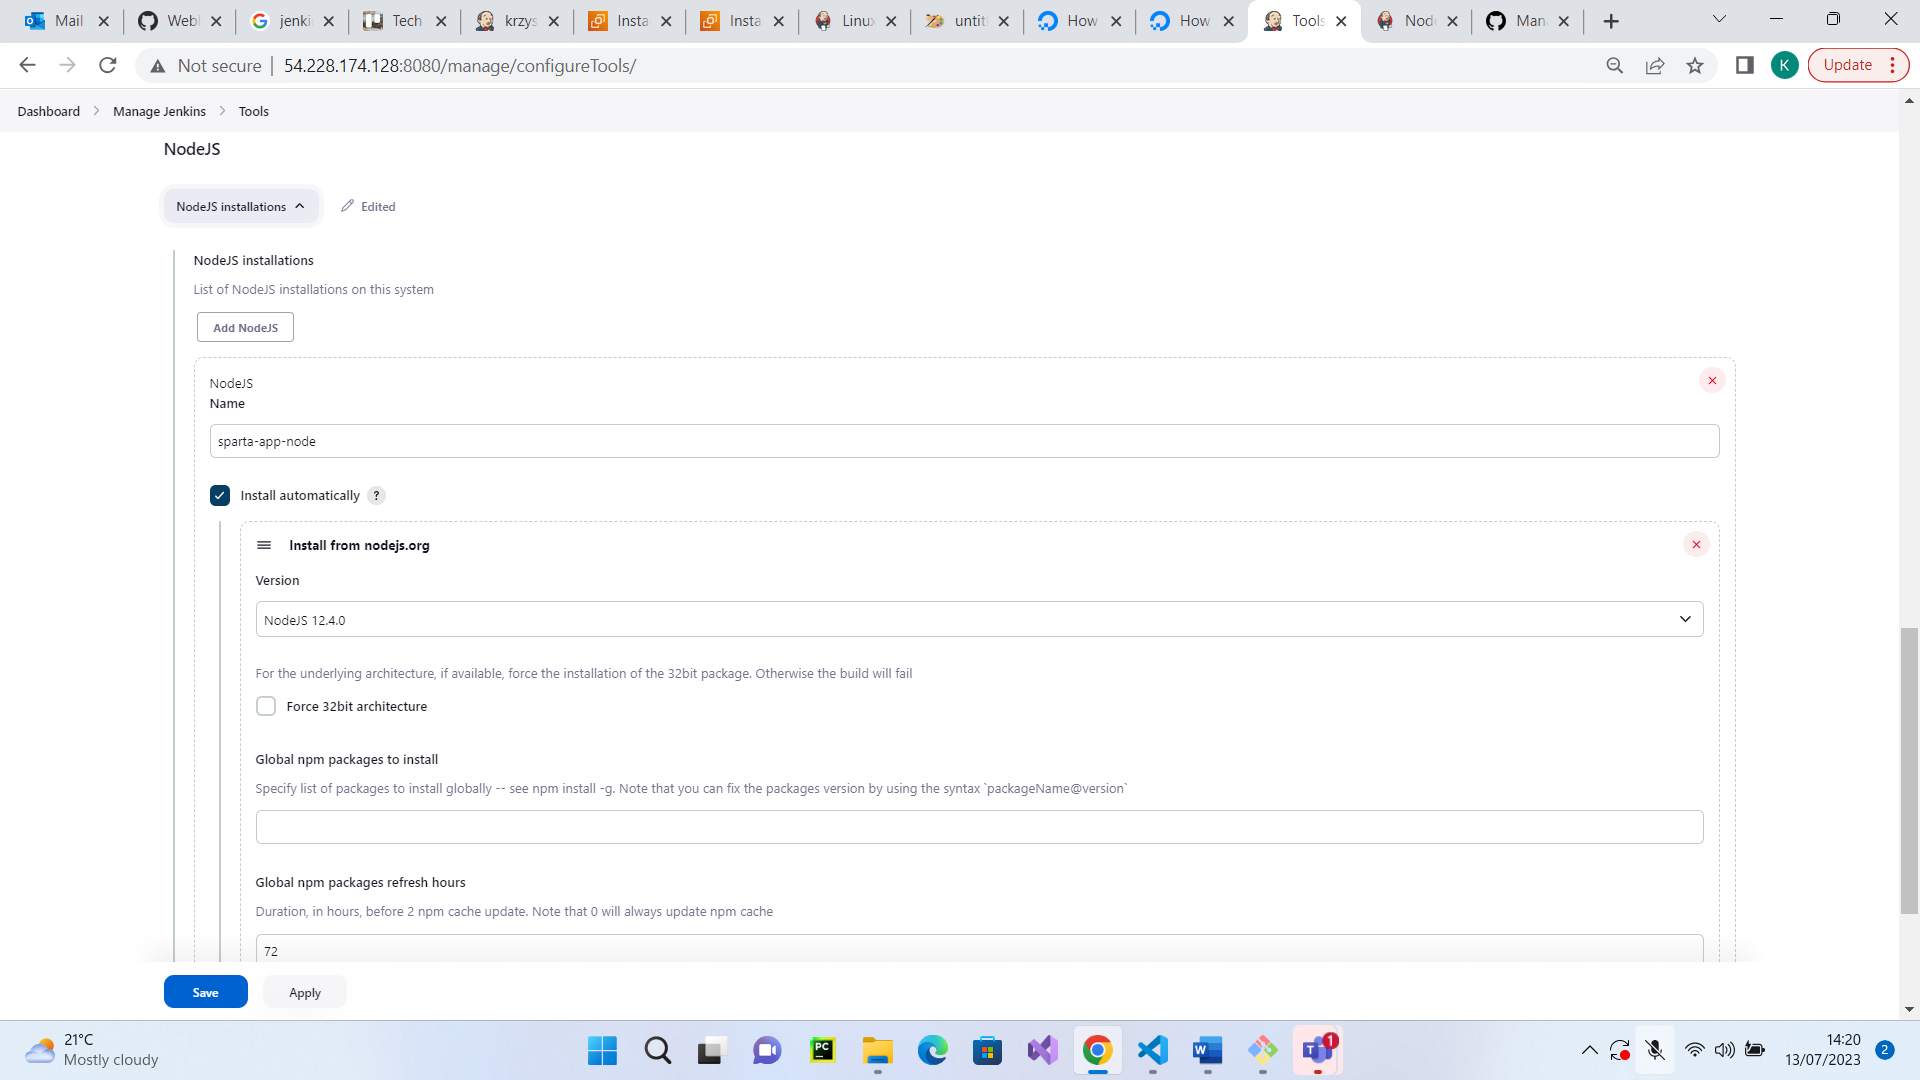 Mail
Webl
jenki
Tech
krzys
Insta
Insta
Linux
untitl
How
How
Tools
Node
Man
Not secure
54.228.174.128:8080/manage/configureTools/
K
Update
Dashboard
Manage Jenkins
Tools
NodeJS
NodeJS installations
Edited
NodeJS installations
List of NodeJS installations on this system
Add NodeJS
NodeJS
Name
sparta-app-node
Install automatically ?
Install from nodejs.org
Version
NodeJS 12.4.0
For the underlying architecture, if available, force the installation of the 32bit package. Otherwise the build will fail
Force 32bit architecture
Global npm packages to install
Specify list of packages to install globally -- see npm install -g. Note that you can fix the packages version by using the syntax `packageName@version`
Global npm packages refresh hours
Duration, in hours, before 2 npm cache update. Note that 0 will always update npm cache
72
Save
Apply
21°C
Mostly cloudy
PC
W
T
1
14:20
13/07/2023
2